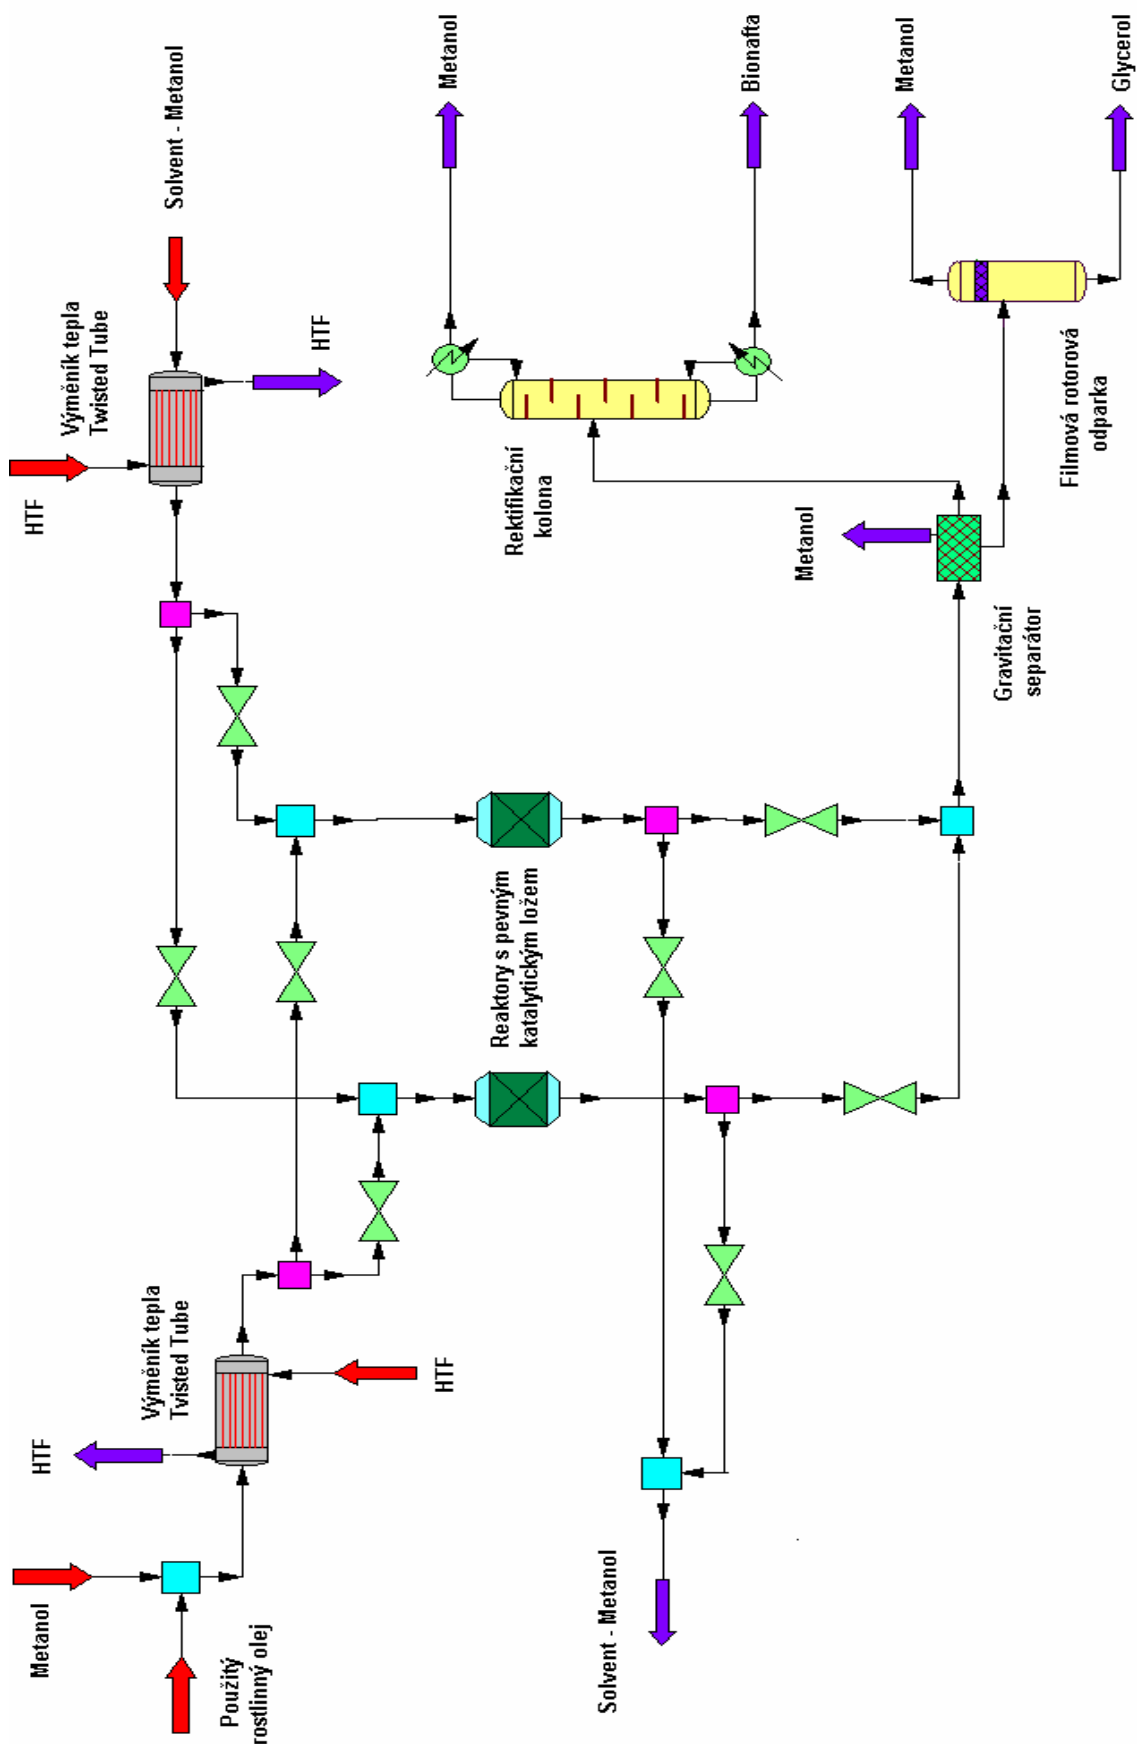 Metanol
Použitý
rostlinný olej
HTF
Výměník tepla
Tvisted Tube
HTF
Solvent - Metanol
Reaktory s pevným
katalytickým ložem
HTF
Výměník tepla
Twisted Tube
HTF
Solvent - Metanol
Gravitační
separátor
Metanol
Rektifikační
kolona
Filmová rotorová
odparka
Metanol
Bionafta
Metanol
Glycerol